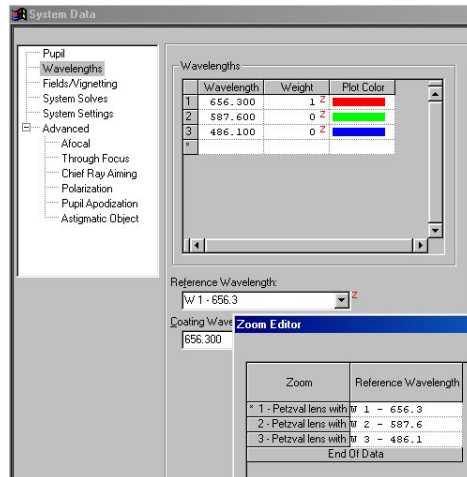 System Data
Pupil
Wavelengths
Fields/Vignetting
System Solves
System Settings
Advanced
Afocal
Through Focus
Chief Ray Aiming
Polarization
Pupil Apodization
Astigmatic Object
Wavelengths
Wavelength Weight Plot Color
1 656.300 1 Z
2 587.600 0 Z
3 486.100 0 Z
*
Reference Wavelength:
W 1 - 656.3 Z
Coating Wave
656.300
Zoom Editor
Zoom Reference Wavelength
* 1 - Petzval lens with W 1 - 656.3
2 - Petzval lens with W 2 - 587.6
3 - Petzval lens with W 3 - 486.1
End Of Data